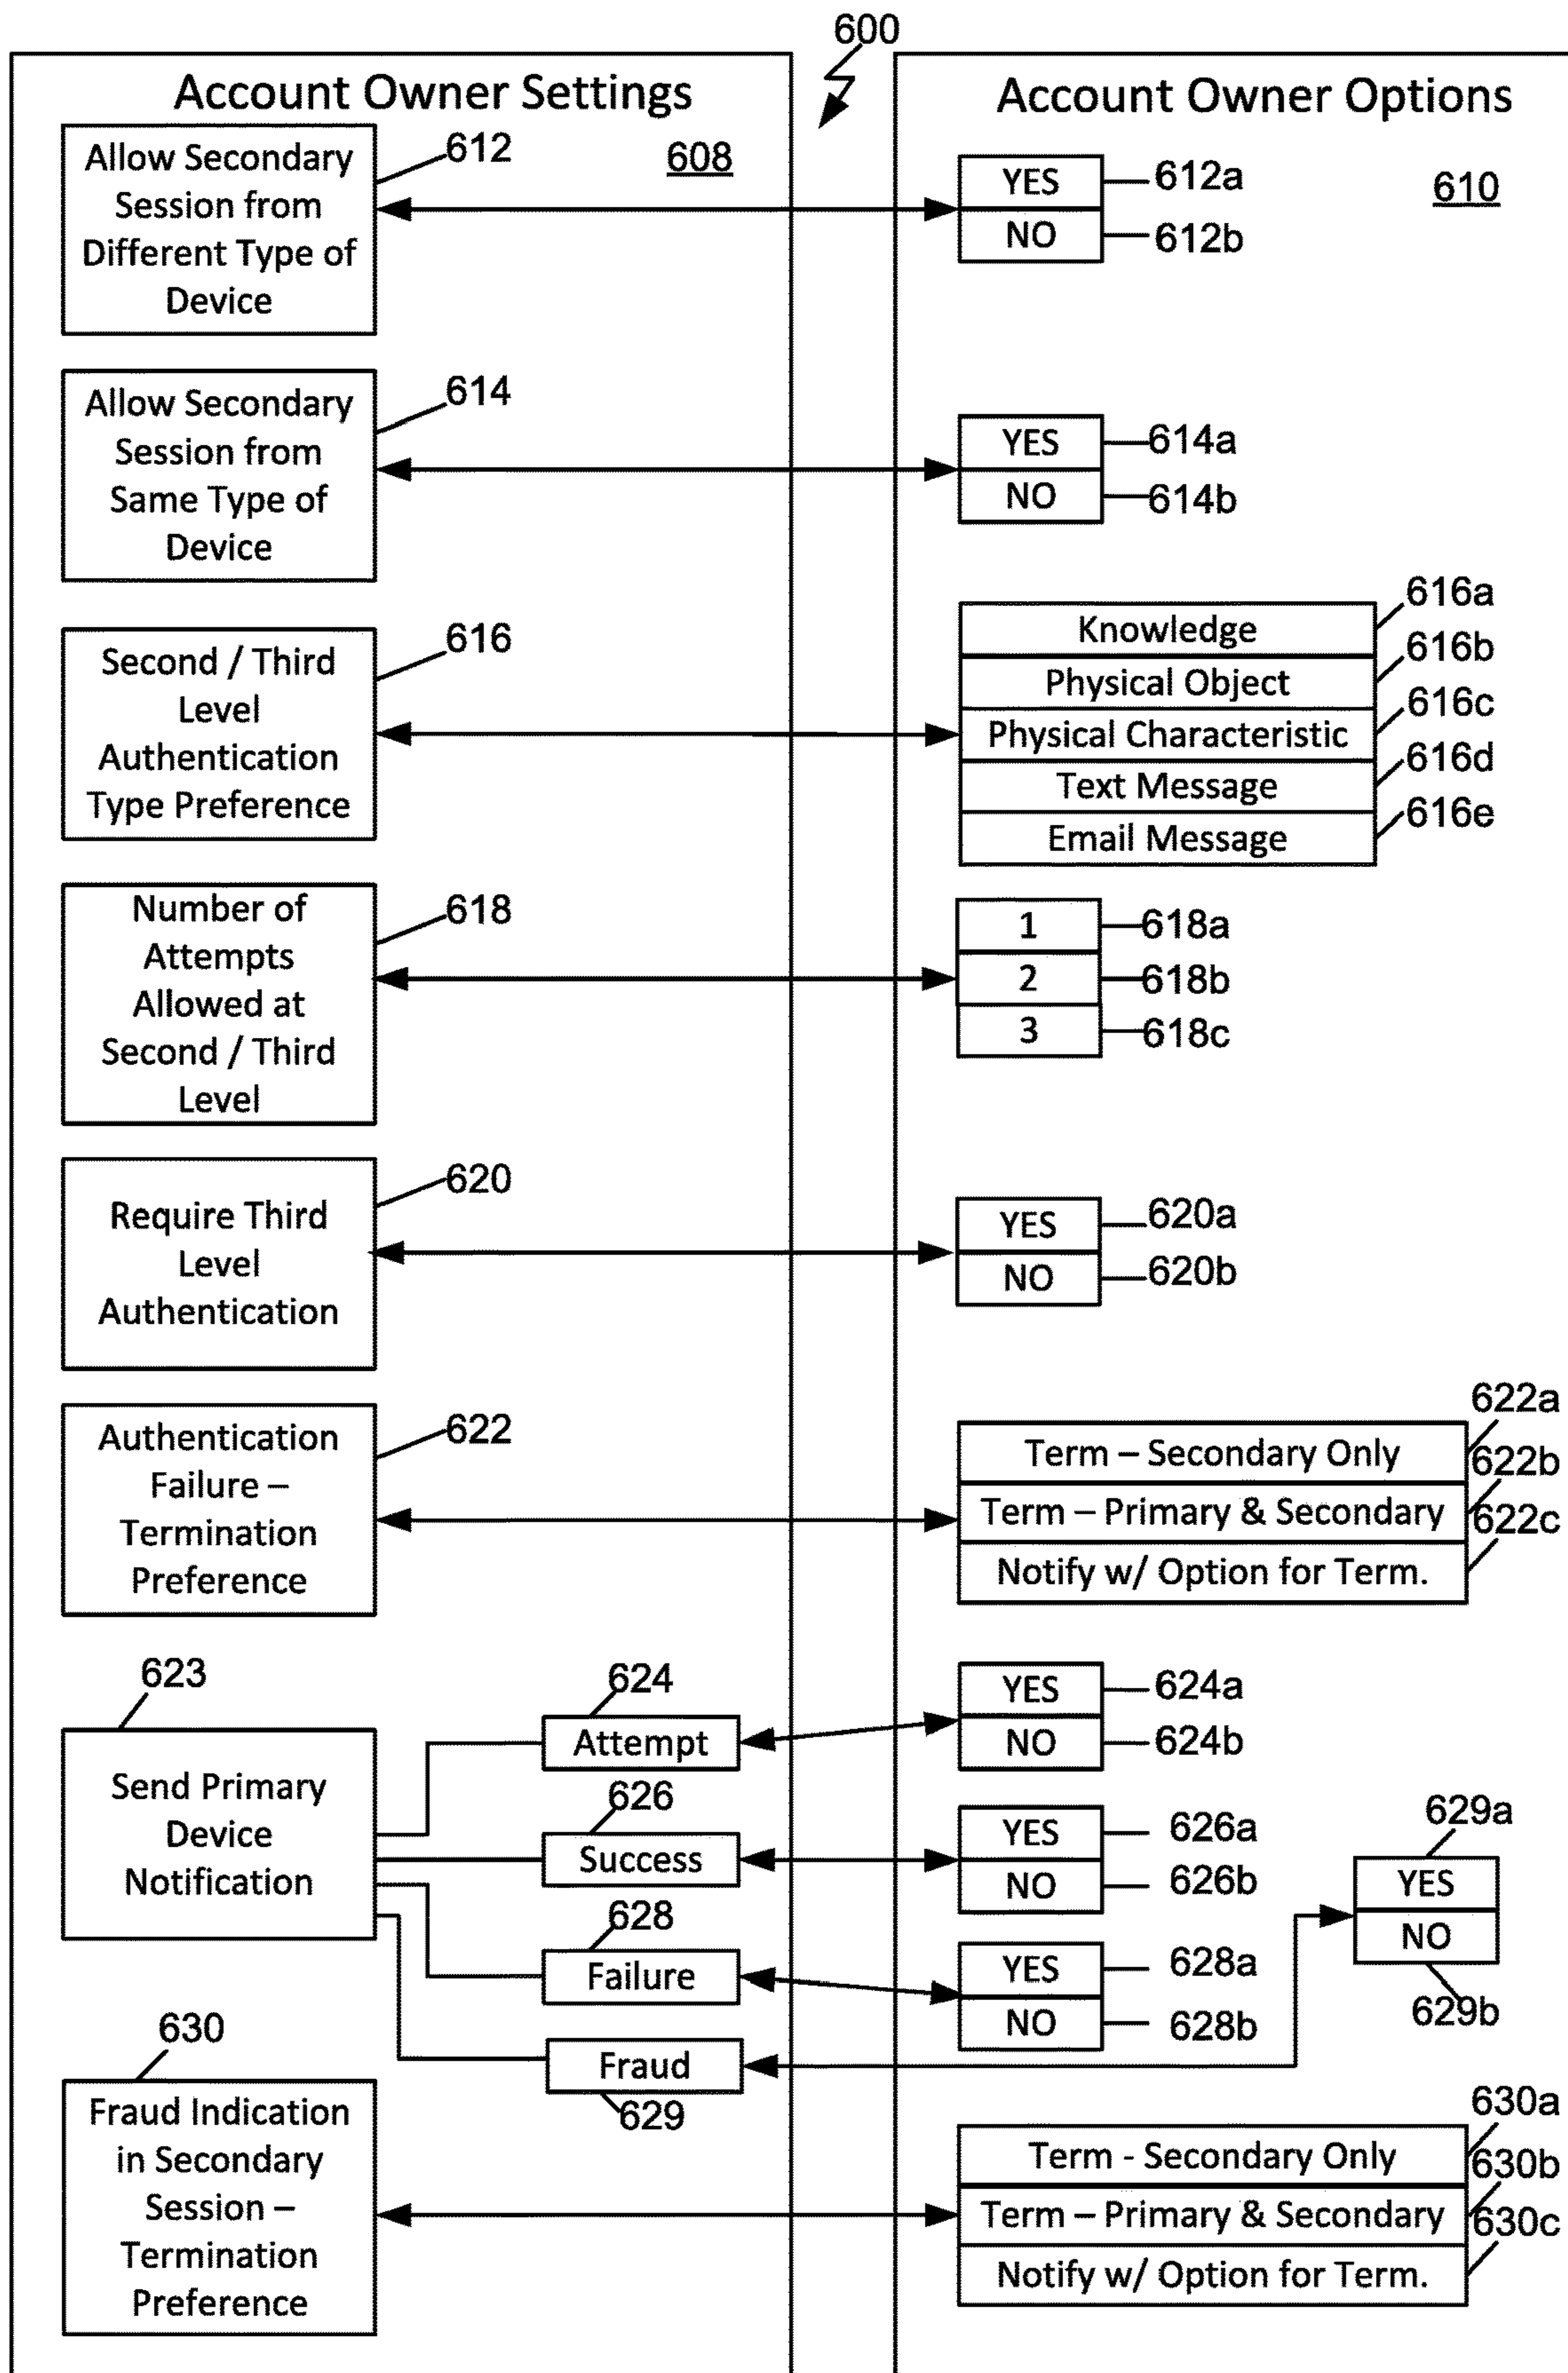 600
Account Owner Settings
608
Allow Secondary
Session from
Different Type of
Device
612
Allow Secondary
Session from
Same Type of
Device
614
Second / Third
Level
Authentication
Type Preference
616
Number of
Attempts
Allowed at
Second / Third
Level
618
Require Third
Level
Authentication
620
Authentication
Failure –
Termination
Preference
622
623
Send Primary
Device
Notification
624
Attempt
626
Success
628
Failure
Fraud
629
630
Fraud Indication
in Secondary
Session –
Termination
Preference
Account Owner Options
610
YES
612a
NO
612b
YES
614a
NO
614b
Knowledge
616a
Physical Object
616b
Physical Characteristic
616c
Text Message
616d
Email Message
616e
1
618a
2
618b
3
618c
YES
620a
NO
620b
Term – Secondary Only
622a
Term – Primary & Secondary
622b
Notify w/ Option for Term.
622c
YES
624a
NO
624b
YES
626a
NO
626b
YES
628a
NO
628b
629a
YES
NO
629b
Term - Secondary Only
630a
Term – Primary & Secondary
630b
Notify w/ Option for Term.
630c